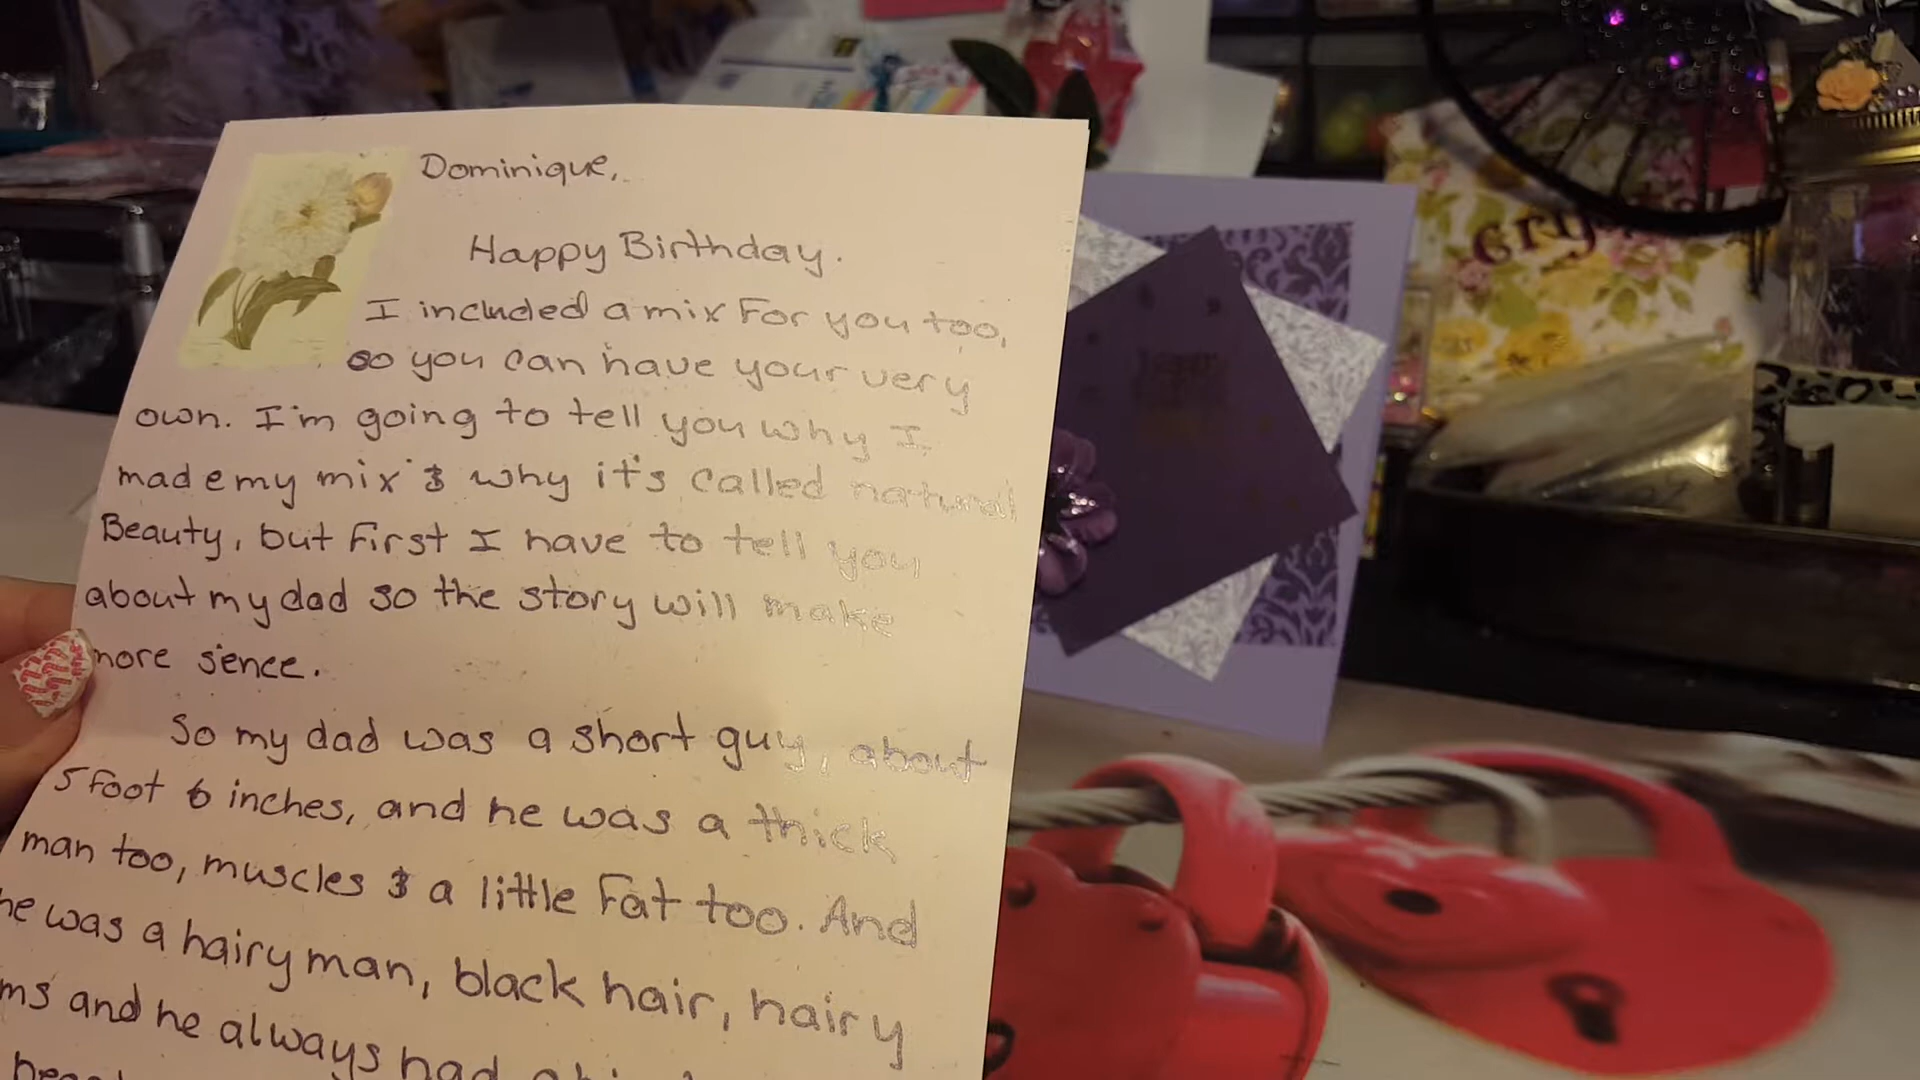 Dominique,
Happy Birthday.
I included a mix For you too,
so you can have your very
own. I'm going to tell you why I
made my mix & why it's called natural
Beauty, but first I have to tell you
about my dad so the story will make
more sence.
So my dad was a short guy, about
5 foot 6 inches, and he was a thick
man too, muscles & a little Fat too. And
he was a hairy man, black hair, hairy
ms and he always had a